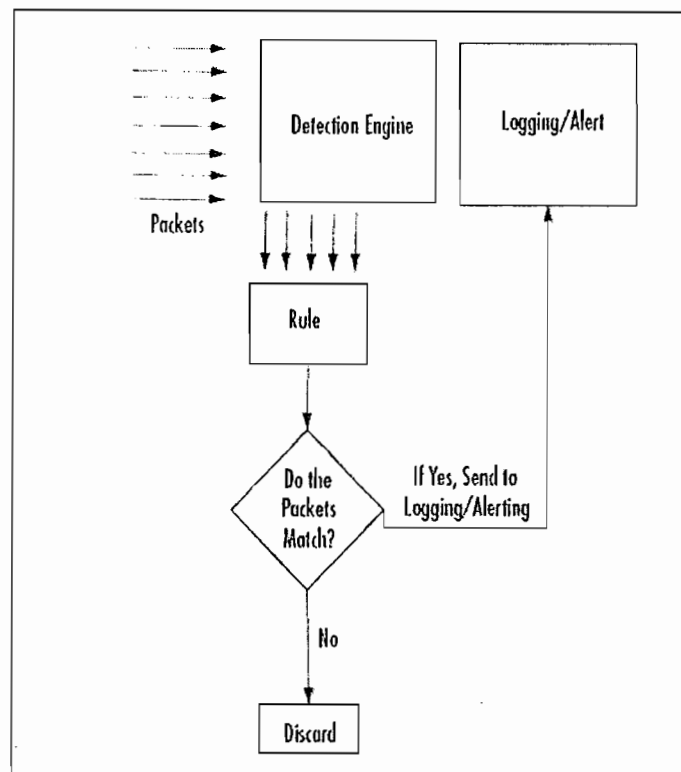 Detection Engine
Logging/Alert
Packets
Rule
Do the
Packets
Match?
If Yes, Send to
Logging/Alerting
No
Discard